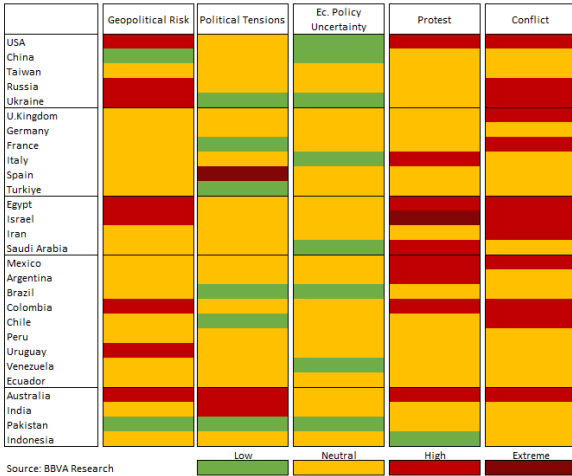 Geopolitical Risk Political Tensions Ec. Policy Uncertainty Protest Conflict
USA
China
Taiwan
Russia
Ukraine
U.Kingdom
Germany
France
Italy
Spain
Turkiye
Egypt
Israel
Iran
Saudi Arabia
Mexico
Argentina
Brazil
Colombia
Chile
Peru
Uruguay
Venezuela
Ecuador
Australia
India
Pakistan
Indonesia
Low Neutral High Extreme
Source: BBVA Research